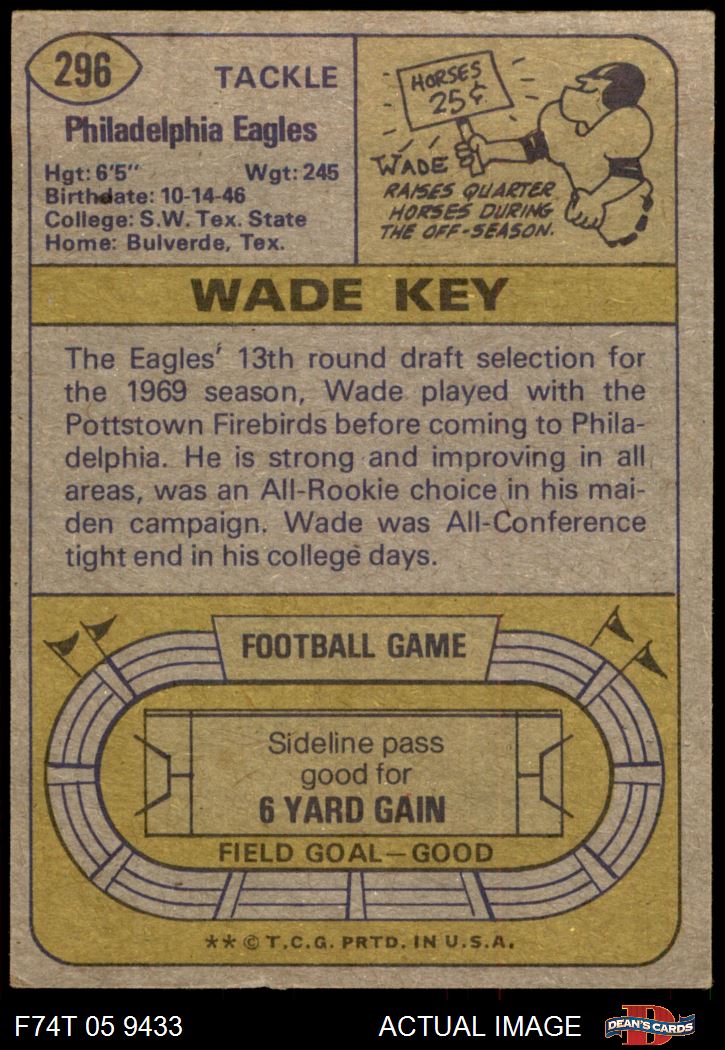 296
TACKLE
Philadelphia Eagles
Hgt: 6'5" Wgt: 245
Birthdate: 10-14-46
College: S.W. Tex. State
Home: Bulverde, Tex.
HORSES
25¢
WADE
RAISES QUARTER
HORSES DURING
THE OFF-SEASON.
WADE KEY
The Eagles' 13th round draft selection for
the 1969 season, Wade played with the
Pottstown Firebirds before coming to Phila-
delphia. He is strong and improving in all
areas, was an All-Rookie choice in his mai-
den campaign. Wade was All-Conference
tight end in his college days.
FOOTBALL GAME
Sideline pass
good for
6 YARD GAIN
FIELD GOAL—GOOD
** © T.C.G. PRTD. IN U.S.A.
F74T 05 9433
ACTUAL IMAGE
D
DEAN'S CARDS